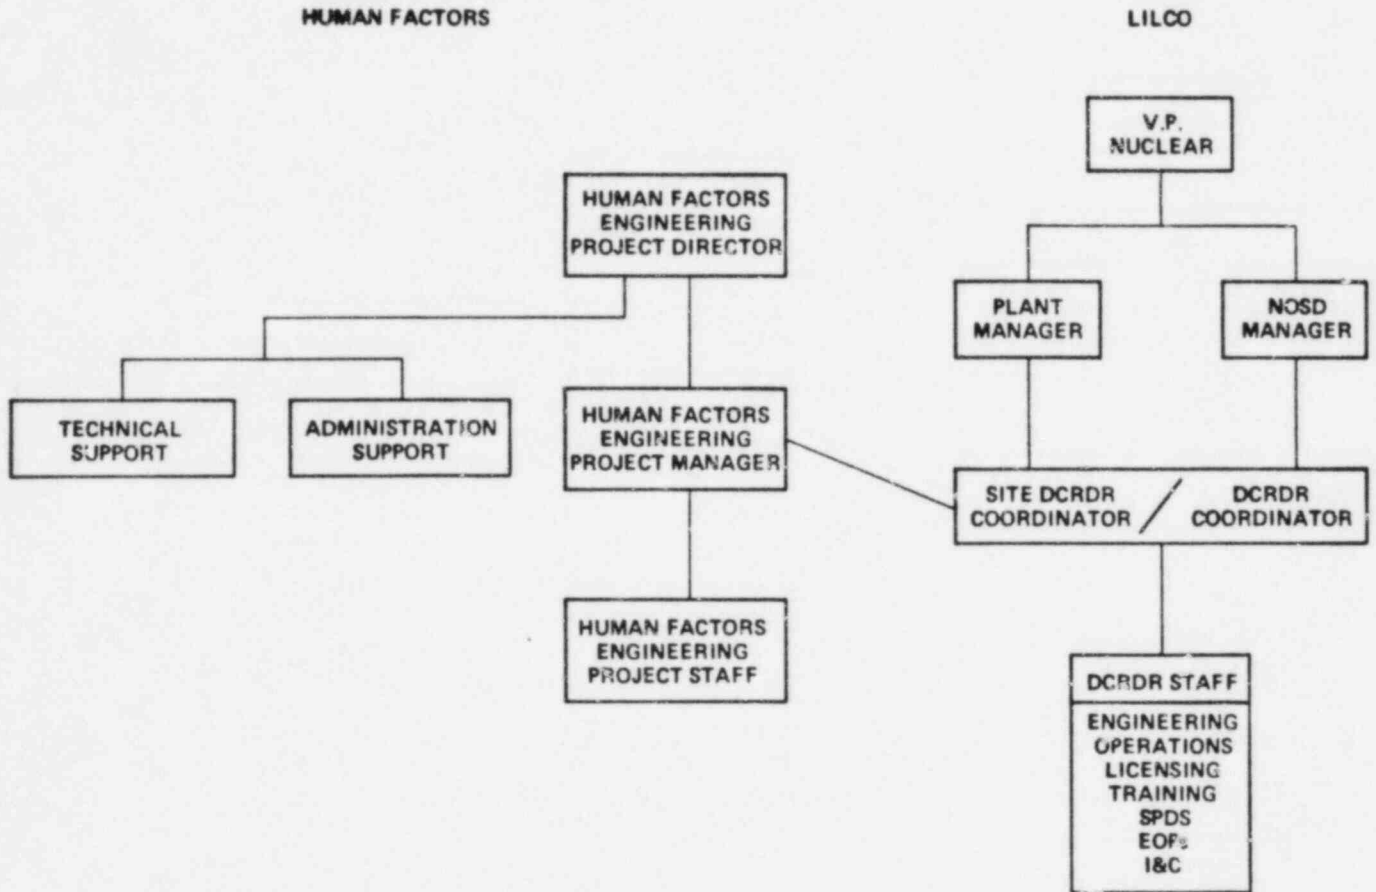 HUMAN FACTORS
LILCO
V.P.
NUCLEAR
HUMAN FACTORS
ENGINEERING
PROJECT DIRECTOR
PLANT
MANAGER
NOSD
MANAGER
TECHNICAL
SUPPORT
ADMINISTRATION
SUPPORT
HUMAN FACTORS
ENGINEERING
PROJECT MANAGER
SITE DCRDR
COORDINATOR
/
DCRDR
COORDINATOR
HUMAN FACTORS
ENGINEERING
PROJECT STAFF
DCRDR STAFF
ENGINEERING
OPERATIONS
LICENSING
TRAINING
SPDS
I&C